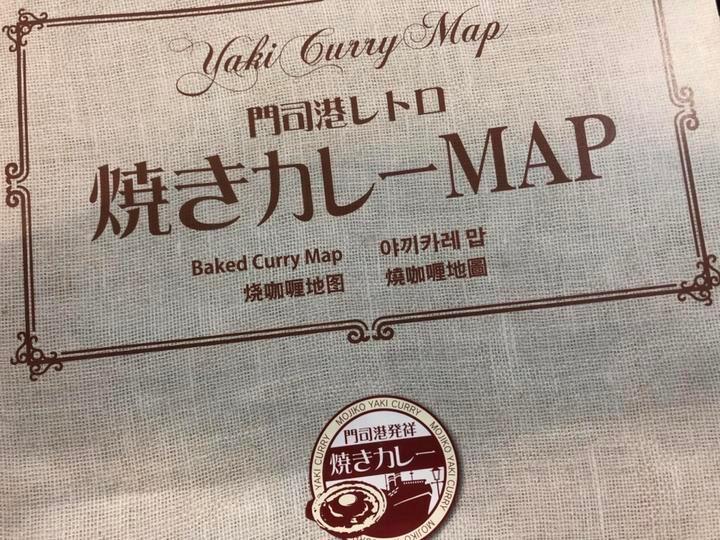 Yaki Curry Map
門司港レトロ
焼きカレーMAP
Baked Curry Map
야끼카레 맙
烧咖喱地图
燒咖喱地圖
MOJIKO YAKI CURRY MOJIKO YAKI CURRY
門司港発祥
焼きカレー